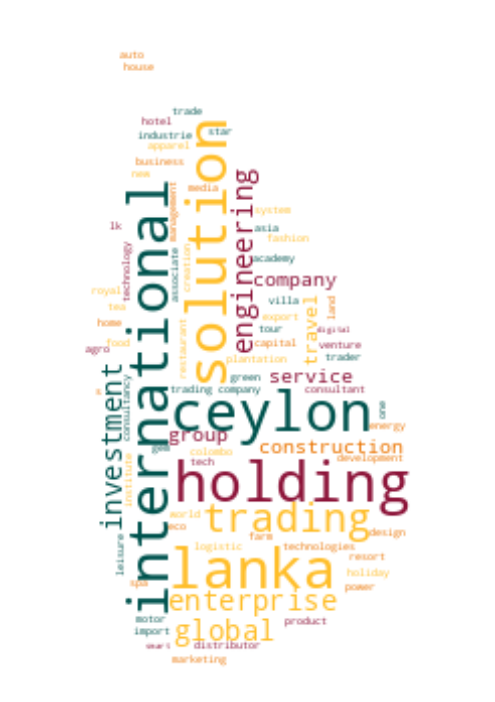 auto
house
trade
hotel
star
industrie
apparel
business
new
media
solution
engineering
international
management
system
lk
asia
fashion
technology
associate
creation
academy
company
royal
villa
travel
land
tea
export
home
tour
digital
restaurant
food
capital
venture
agro
plantation
trader
investment
consultancy
green
service
trading company
consultant
ceylon
one
energy
group
gem
construction
colombo
tech
development
institute
holding
world
trading
eco
design
farm
leisure
logistic
technologies
lanka
resort
holiday
spa
power
enterprise
motor
product
import
global
distributor
marketing